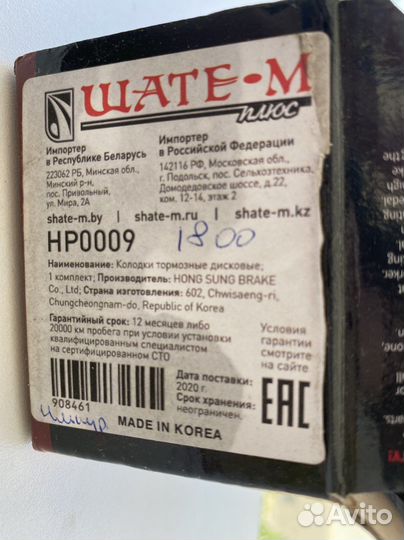 ШАТЕ-М
плюс
Импортер
в Республике Беларусь
223062 РБ, Минская обл.,
Минский р-н,
пос. Привольный,
ул. Мира, 2А
Импортер
в Российской Федерации
142116 РФ, Московская обл.,
г. Подольск, пос. Сельхозтехника,
Домодедовское шоссе, д.22,
ком. 12-14, этаж 2
shate-m.by | shate-m.ru | shate-m.kz
HP0009 1800
Наименование: Колодки тормозные дисковые;
1 комплект; Производитель: HONG SUNG BRAKE
Co., Ltd; Страна изготовления: 602, Chwisaeng-ri,
Chungcheongnam-do, Republic of Korea
Гарантийный срок: 12 месяцев либо
20000 км пробега при условии установки
квалифицированным специалистом
на сертифицированном СТО
Условия
гарантии
смотрите
на сайте
908461
Дата поставки:
2020 г.
Срок хранения:
неограничен.
EAC
MADE IN KOREA
Avito